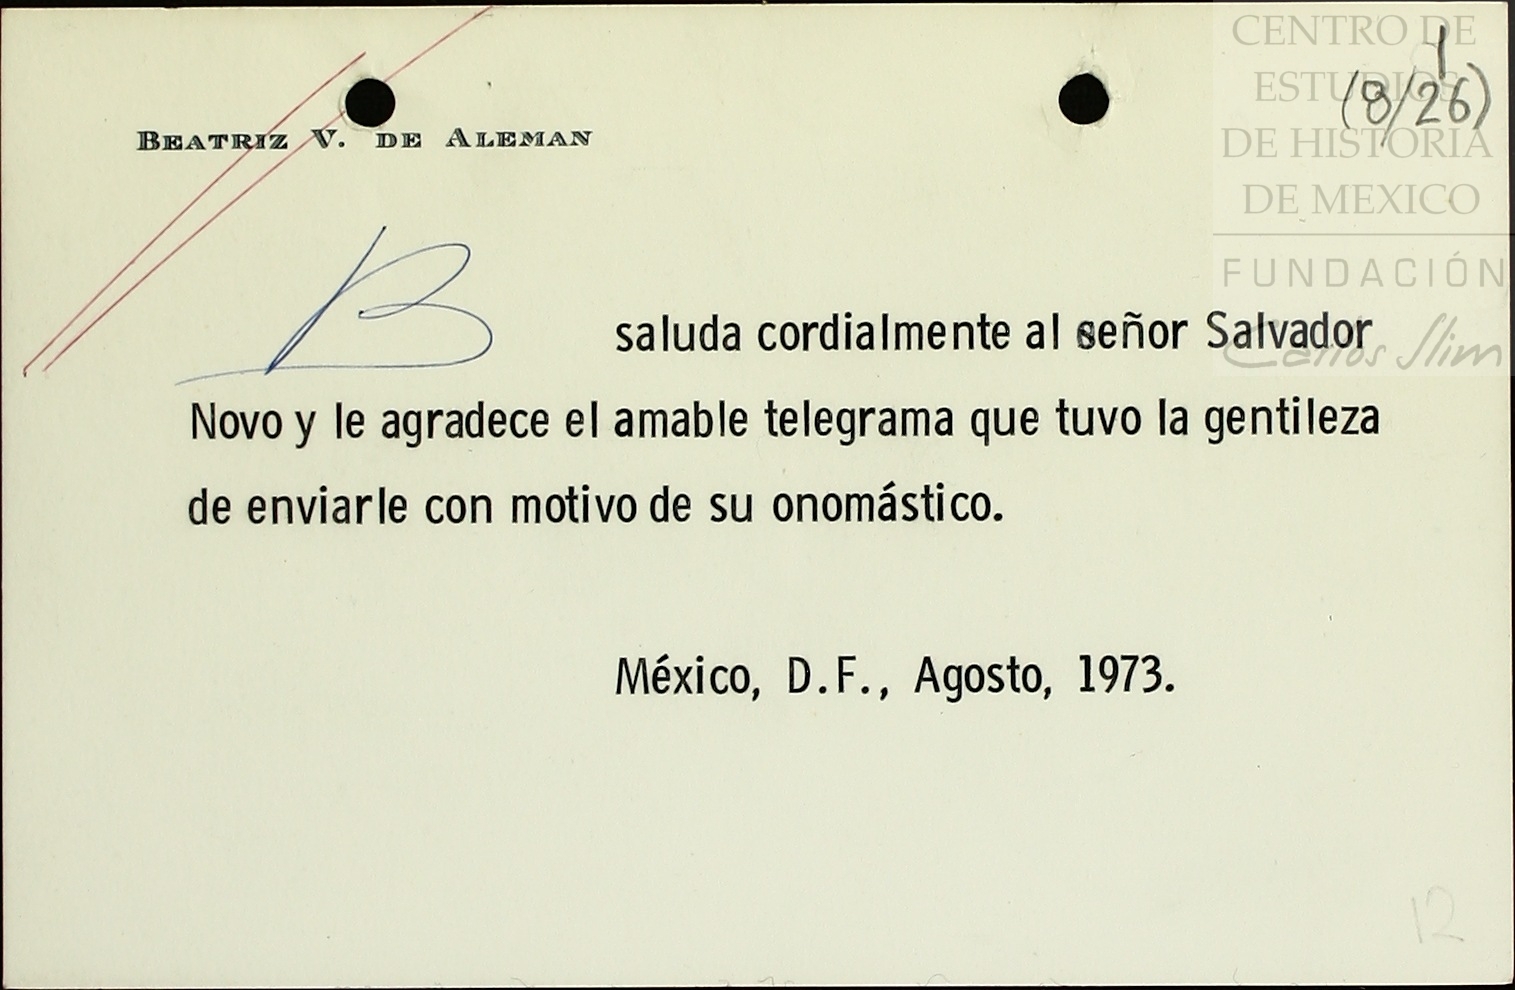 CENTRO DE
ESTUDIOS
DE HISTORIA
DE MEXICO
FUNDACIÓN
Carlos Slim
1
(8/26)
BEATRIZ V. DE ALEMAN
B
saluda cordialmente al señor Salvador
Novo y le agradece el amable telegrama que tuvo la gentileza
de enviarle con motivo de su onomástico.
México, D.F., Agosto, 1973.
12